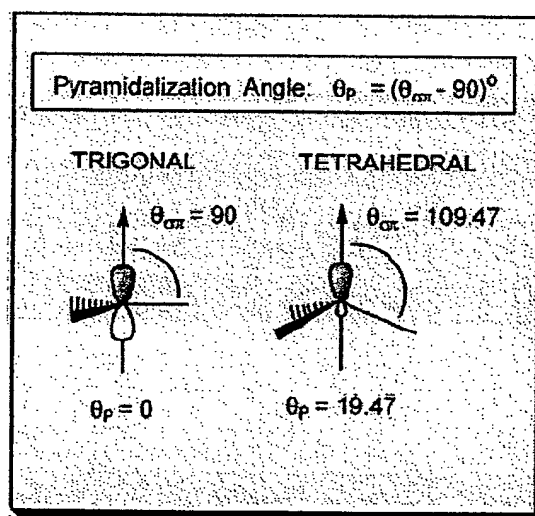 Pyramidalization Angle: θP = (θσπ - 90)°
TRIGONAL TETRAHEDRAL
θσπ = 90 θσπ = 109.47
θP = 0 θP = 19.47